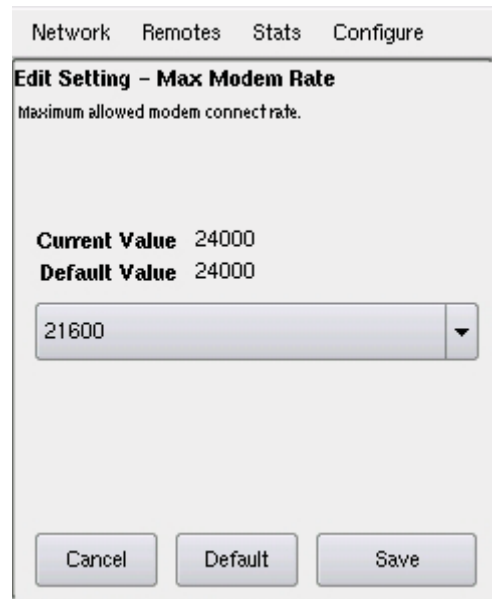 Network Remotes Stats Configure
Edit Setting – Max Modem Rate
Maximum allowed modem connect rate.
Current Value 24000
Default Value 24000
21600
Cancel Default Save